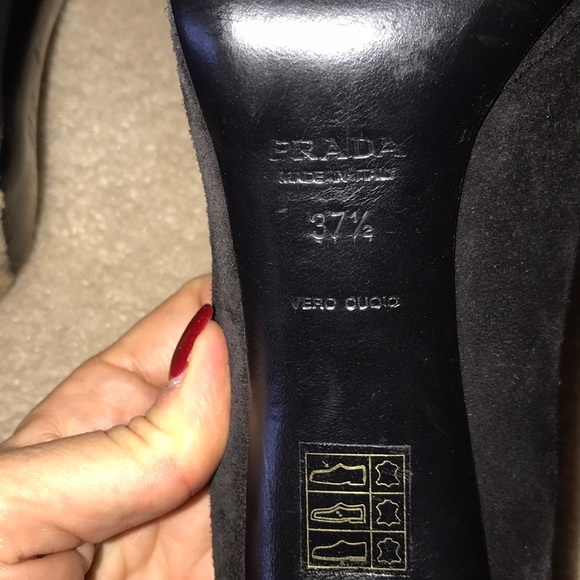 PRADA
MADE IN ITALY
37½
VERO CUOIO